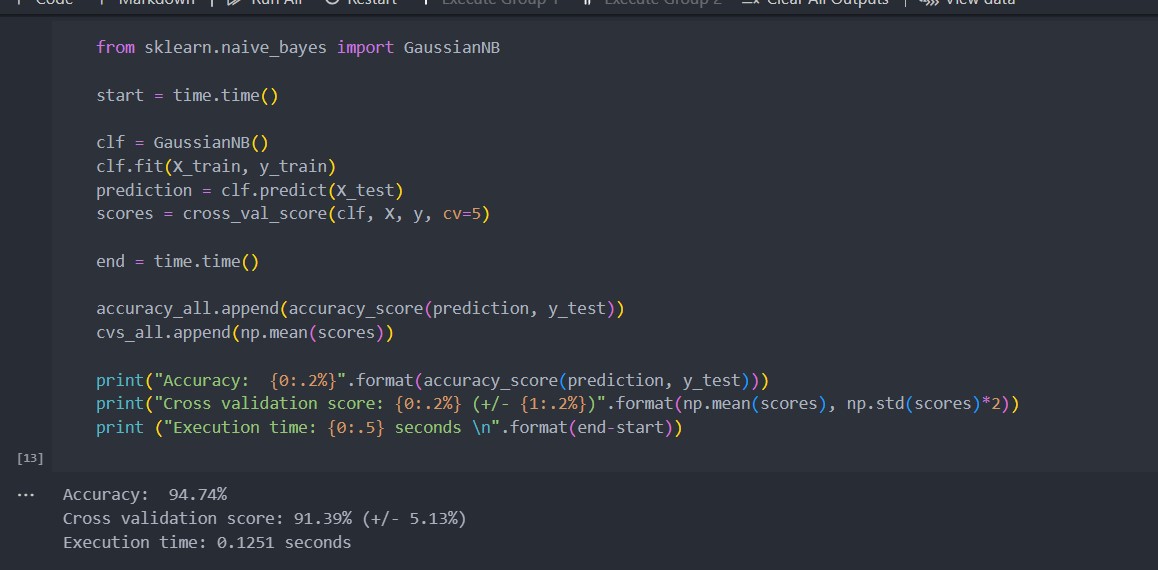 Code Markdown Run All Restart Execute Group 1 Execute Group 2 Clear All Outputs View data
from sklearn.naive_bayes import GaussianNB
start = time.time()
clf = GaussianNB()
clf.fit(X_train, y_train)
prediction = clf.predict(X_test)
scores = cross_val_score(clf, X, y, cv=5)
end = time.time()
accuracy_all.append(accuracy_score(prediction, y_test))
cvs_all.append(np.mean(scores))
print("Accuracy:  {0:.2%}".format(accuracy_score(prediction, y_test)))
print("Cross validation score: {0:.2%} (+/- {1:.2%})".format(np.mean(scores), np.std(scores)*2))
print ("Execution time: {0:.5} seconds \n".format(end-start))
[13]
Accuracy:  94.74%
Cross validation score: 91.39% (+/- 5.13%)
Execution time: 0.1251 seconds